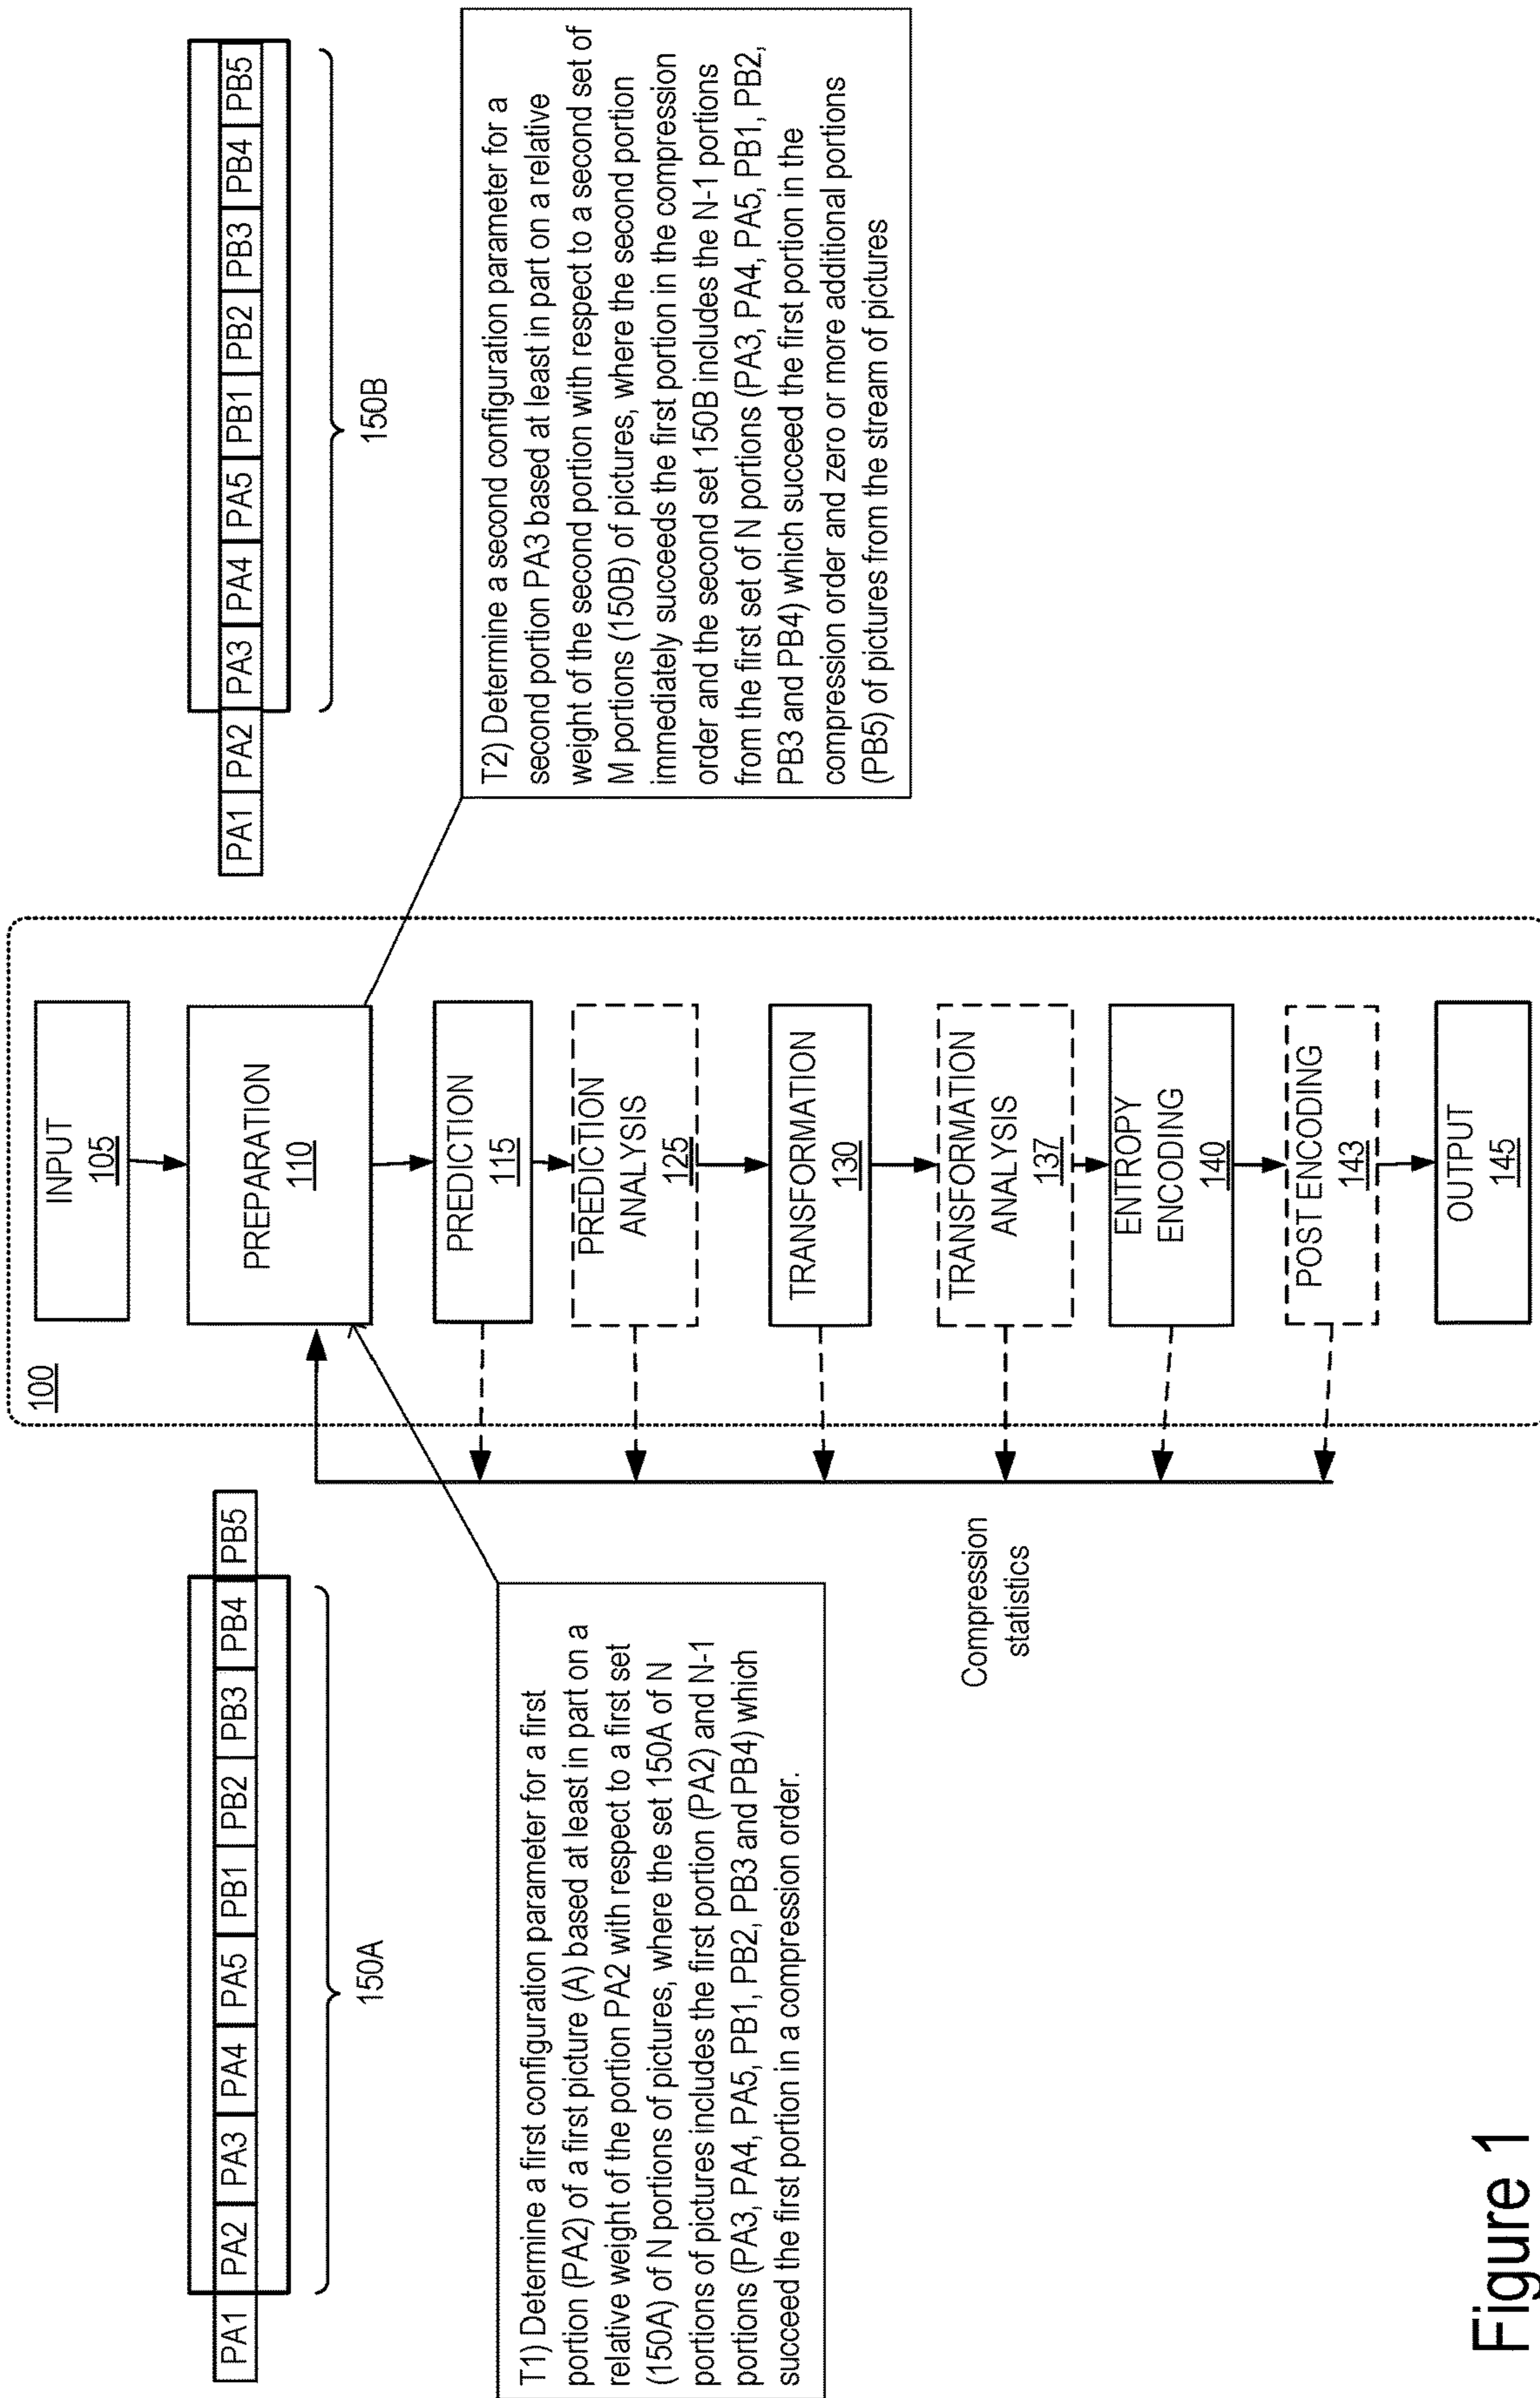 PA1 PA2 PA3 PA4 PA5 PB1 PB2 PB3 PB4 PB5
150A
T1) Determine a first configuration parameter for a first
portion (PA2) of a first picture (A) based at least in part on a
relative weight of the portion PA2 with respect to a first set
(150A) of N portions of pictures, where the set 150A of N
portions of pictures includes the first portion (PA2) and N-1
portions (PA3, PA4, PA5, PB1, PB2, PB3 and PB4) which
succeed the first portion in a compression order.
Compression
statistics
100
INPUT
105
PREPARATION
110
PREDICTION
115
PREDICTION
ANALYSIS
125
TRANSFORMATION
130
TRANSFORMATION
ANALYSIS
137
ENTROPY
ENCODING
140
POST ENCODING
143
OUTPUT
145
PA1 PA2 PA3 PA4 PA5 PB1 PB2 PB3 PB4 PB5
150B
T2) Determine a second configuration parameter for a
second portion PA3 based at least in part on a relative
weight of the second portion with respect to a second set of
M portions (150B) of pictures, where the second portion
immediately succeeds the first portion in the compression
order and the second set 150B includes the N-1 portions
from the first set of N portions (PA3, PA4, PA5, PB1, PB2,
PB3 and PB4) which succeed the first portion in the
compression order and zero or more additional portions
(PB5) of pictures from the stream of pictures
Figure 1